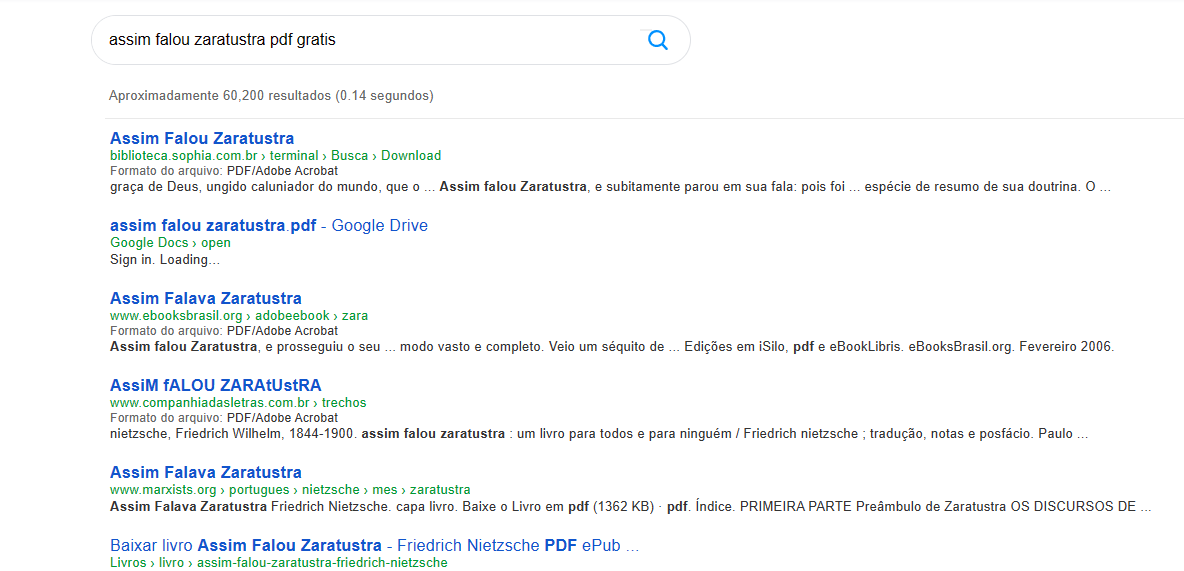 assim falou zaratustra pdf gratis
Aproximadamente 60,200 resultados (0.14 segundos)
Assim Falou Zaratustra
biblioteca.sophia.com.br › terminal › Busca › Download
Formato do arquivo: PDF/Adobe Acrobat
graça de Deus, ungido caluniador do mundo, que o ... Assim falou Zaratustra, e subitamente parou em sua fala: pois foi ... espécie de resumo de sua doutrina. O ...
assim falou zaratustra.pdf - Google Drive
Google Docs › open
Sign in. Loading...
Assim Falava Zaratustra
www.ebooksbrasil.org › adobeebook › zara
Formato do arquivo: PDF/Adobe Acrobat
Assim falou Zaratustra, e prosseguiu o seu ... modo vasto e completo. Veio um séquito de ... Edições em iSilo, pdf e eBookLibris. eBooksBrasil.org. Fevereiro 2006.
AssiM fALOU ZARAtUstRA
www.companhiadasletras.com.br › trechos
Formato do arquivo: PDF/Adobe Acrobat
nietzsche, Friedrich Wilhelm, 1844-1900. assim falou zaratustra : um livro para todos e para ninguém / Friedrich nietzsche ; tradução, notas e posfácio. Paulo ...
Assim Falava Zaratustra
www.marxists.org › portugues › nietzsche › mes › zaratustra
Assim Falava Zaratustra Friedrich Nietzsche. capa livro. Baixe o Livro em pdf (1362 KB) · pdf. Índice. PRIMEIRA PARTE Preâmbulo de Zaratustra OS DISCURSOS DE ...
Baixar livro Assim Falou Zaratustra - Friedrich Nietzsche PDF ePub ...
Livros › livro › assim-falou-zaratustra-friedrich-nietzsche